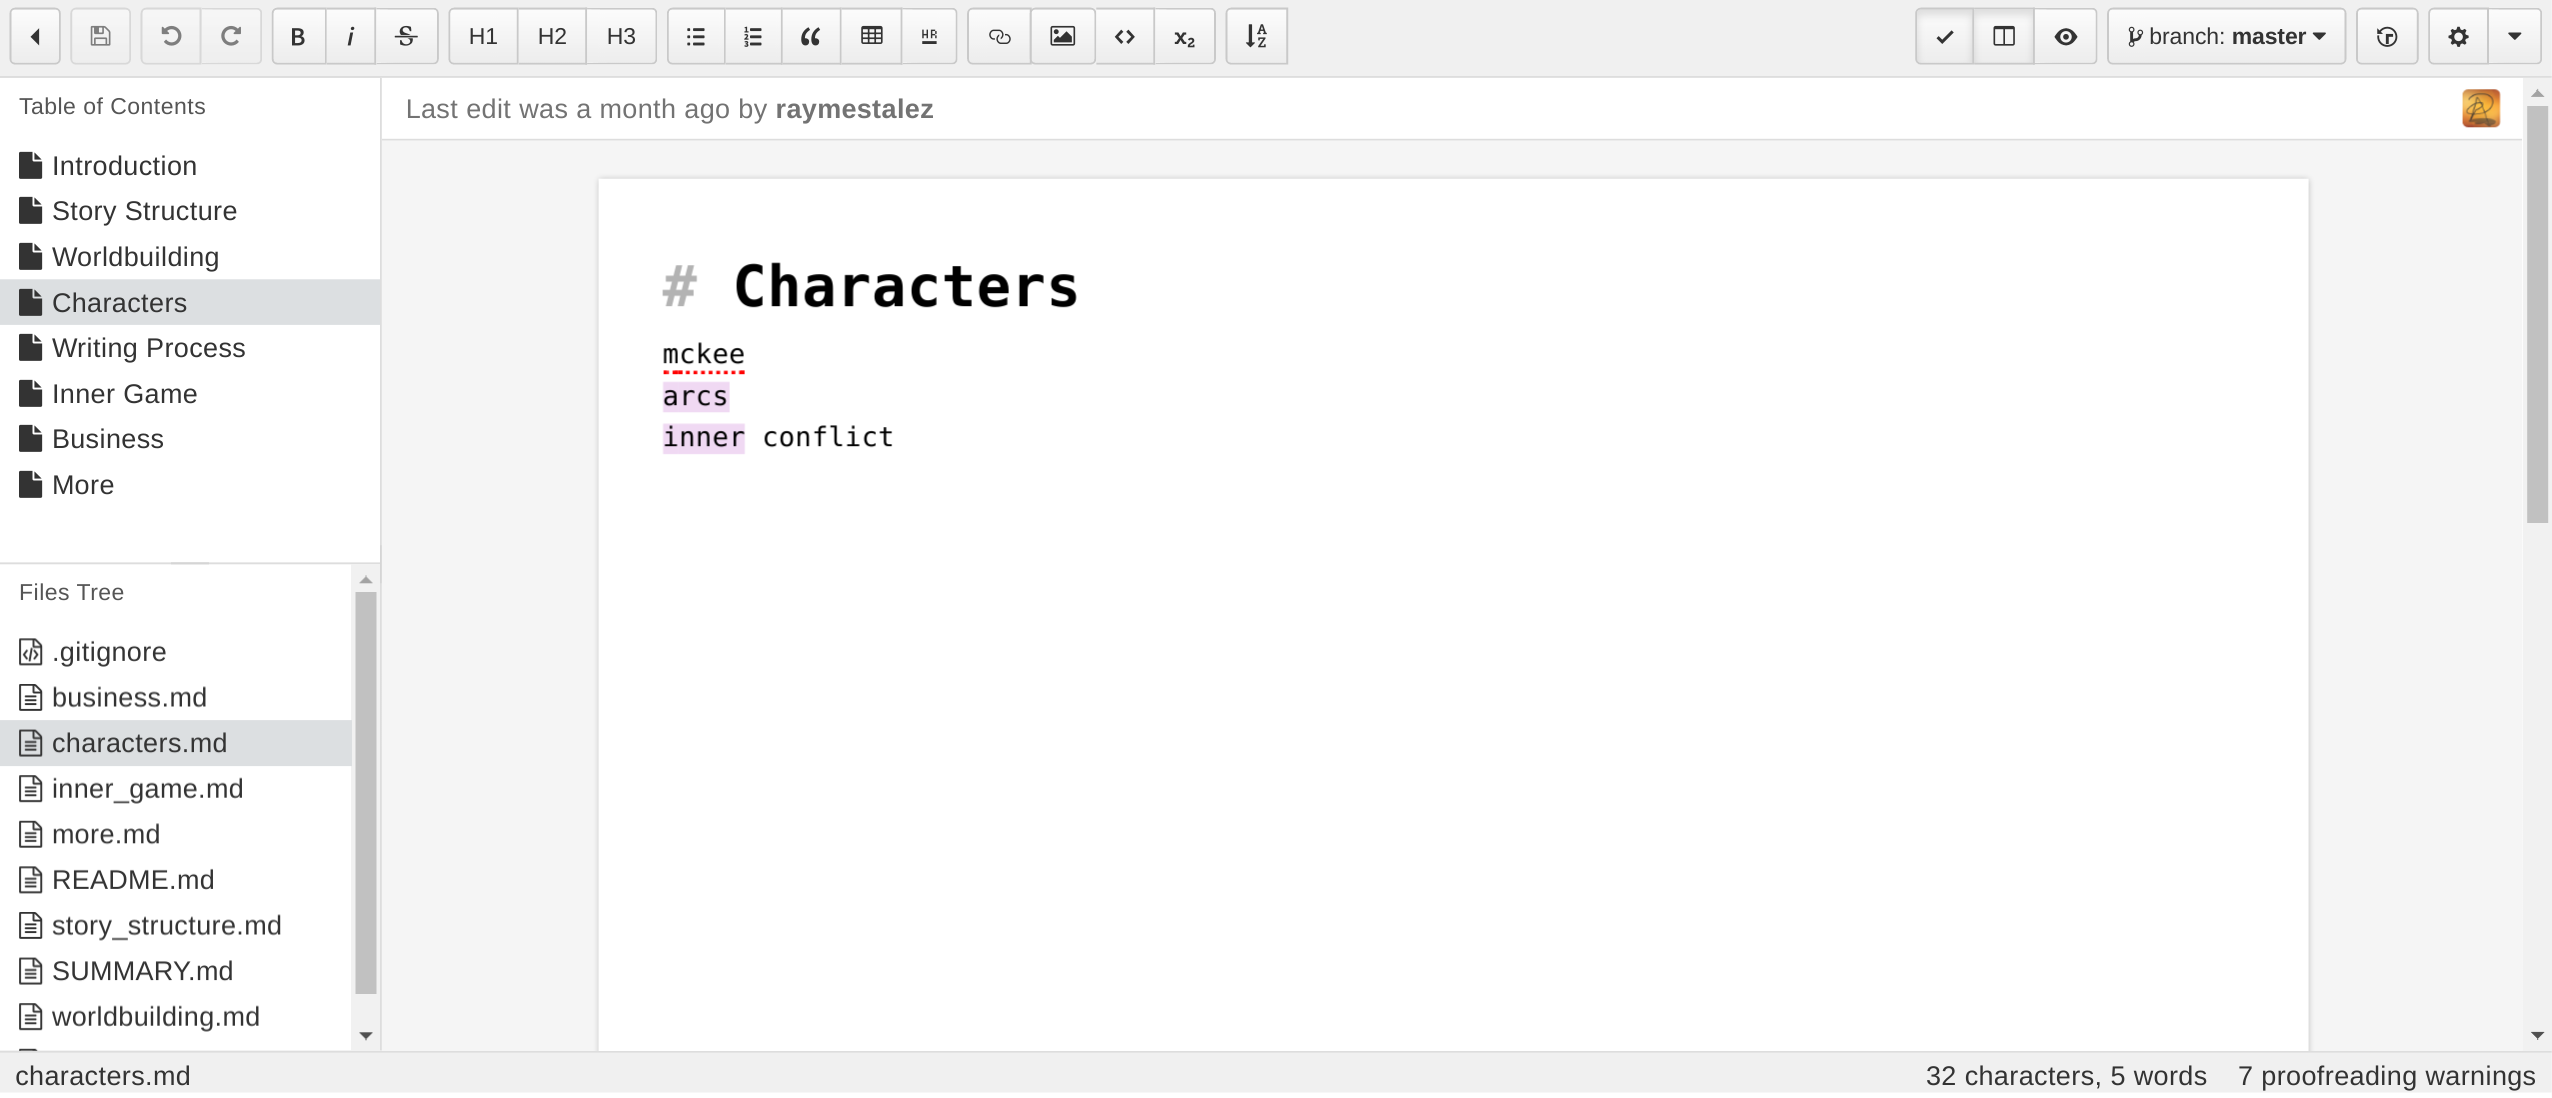 B i S H1 H2 H3 HR x₂ A Z branch: master
Table of Contents
Last edit was a month ago by raymestalez
Introduction
Story Structure
Worldbuilding
Characters
Writing Process
Inner Game
Business
More
# Characters
mckee
arcs
inner conflict
Files Tree
.gitignore
business.md
characters.md
inner_game.md
more.md
README.md
story_structure.md
SUMMARY.md
worldbuilding.md
characters.md
32 characters, 5 words 7 proofreading warnings